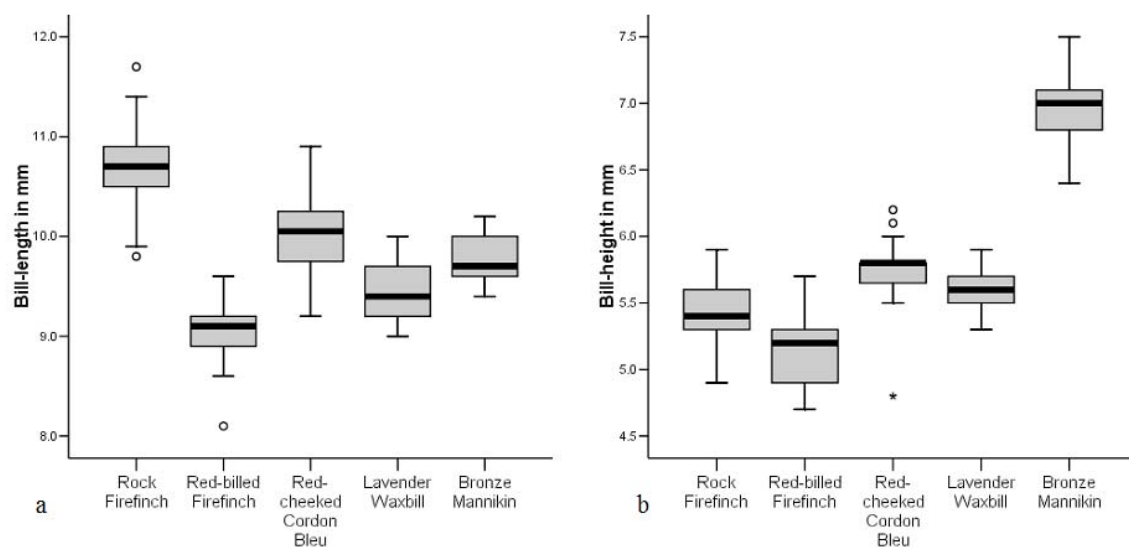 12.0
11.0
10.0
9.0
8.0
Bill-length in mm
Rock
Firefinch
Red-billed
Firefinch
Red-
cheeked
Cordon
Bleu
Lavender
Waxbill
Bronze
Mannikin
a
7.5
7.0
6.5
6.0
5.5
5.0
4.5
Bill-height in mm
Rock
Firefinch
Red-billed
Firefinch
Red-
cheeked
Cordon
Bleu
Lavender
Waxbill
Bronze
Mannikin
b